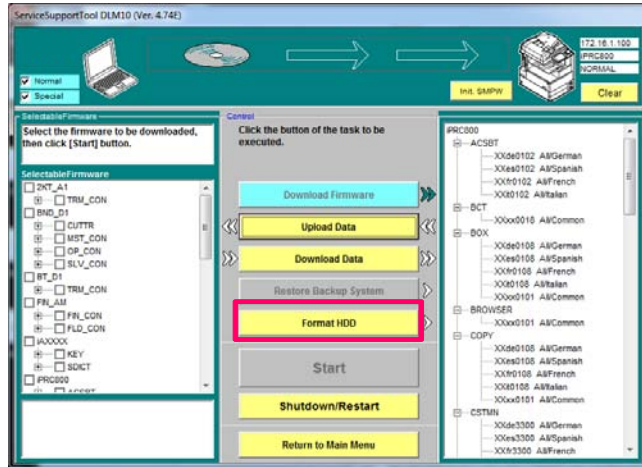 ServiceSupportTool DLM10 (Ver. 4.74E)
172.16.1.100
iPRC800
NORMAL
Normal
Special
Init. SMPW
Clear
SelectableFirmware
Select the firmware to be downloaded,
then click [Start] button.
SelectableFirmware
2KT_A1
TRM_CON
BND_D1
CUTTR
MST_CON
OP_CON
SLV_CON
BT_D1
TRM_CON
FIN_AM
FIN_CON
FLD_CON
iAXXXX
KEY
SDICT
iPRC800
Control
Click the button of the task to be
executed.
Download Firmware
Upload Data
Download Data
Restore Backup System
Format HDD
Start
Shutdown/Restart
Return to Main Menu
iPRC800
ACSBT
XXde0102 All/German
XXes0102 All/Spanish
XXfr0102 All/French
XXit0102 All/Italian
BCT
XXxx0018 All/Common
BOX
XXde0108 All/German
XXes0108 All/Spanish
XXfr0108 All/French
XXit0108 All/Italian
XXxx0101 All/Common
BROWSER
XXxx0101 All/Common
COPY
XXde0108 All/German
XXes0108 All/Spanish
XXfr0108 All/French
XXit0108 All/Italian
XXxx0101 All/Common
CSTMN
XXde3300 All/German
XXes3300 All/Spanish
XXfr3300 All/French